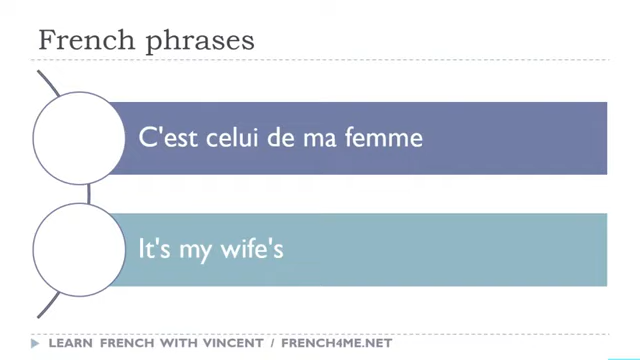 French phrases
C'est celui de ma femme
It's my wife's
LEARN FRENCH WITH VINCENT / FRENCH4ME.NET